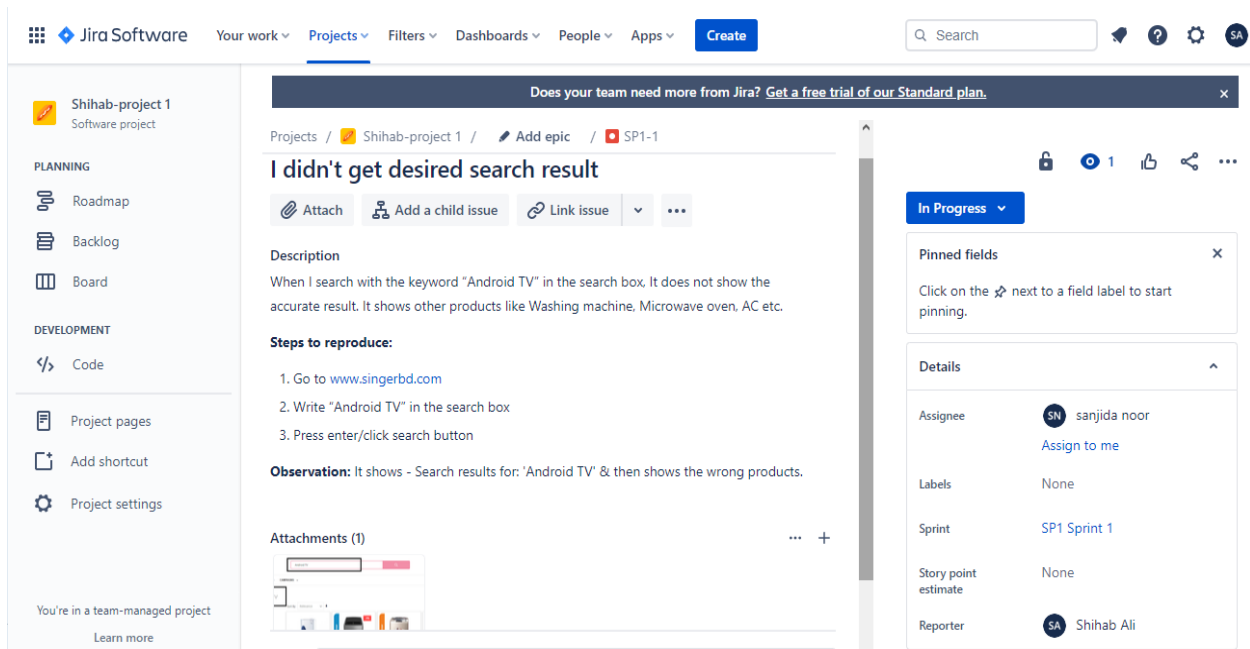 Jira Software Your work Projects Filters Dashboards People Apps Create Search SA
Shihab-project 1
Software project
PLANNING
Roadmap
Backlog
Board
DEVELOPMENT
Code
Project pages
Add shortcut
Project settings
You're in a team-managed project
Learn more
Does your team need more from Jira? Get a free trial of our Standard plan.
Projects / Shihab-project 1 / Add epic / SP1-1
I didn't get desired search result
Attach Add a child issue Link issue
Description
When I search with the keyword “Android TV” in the search box, It does not show the
accurate result. It shows other products like Washing machine, Microwave oven, AC etc.
Steps to reproduce:
1. Go to www.singerbd.com
2. Write “Android TV” in the search box
3. Press enter/click search button
Observation: It shows - Search results for: 'Android TV' & then shows the wrong products.
Attachments (1)
1
In Progress
Pinned fields
Click on the next to a field label to start
pinning.
Details
Assignee SN sanjida noor
Assign to me
Labels None
Sprint SP1 Sprint 1
Story point
estimate
None
Reporter SA Shihab Ali